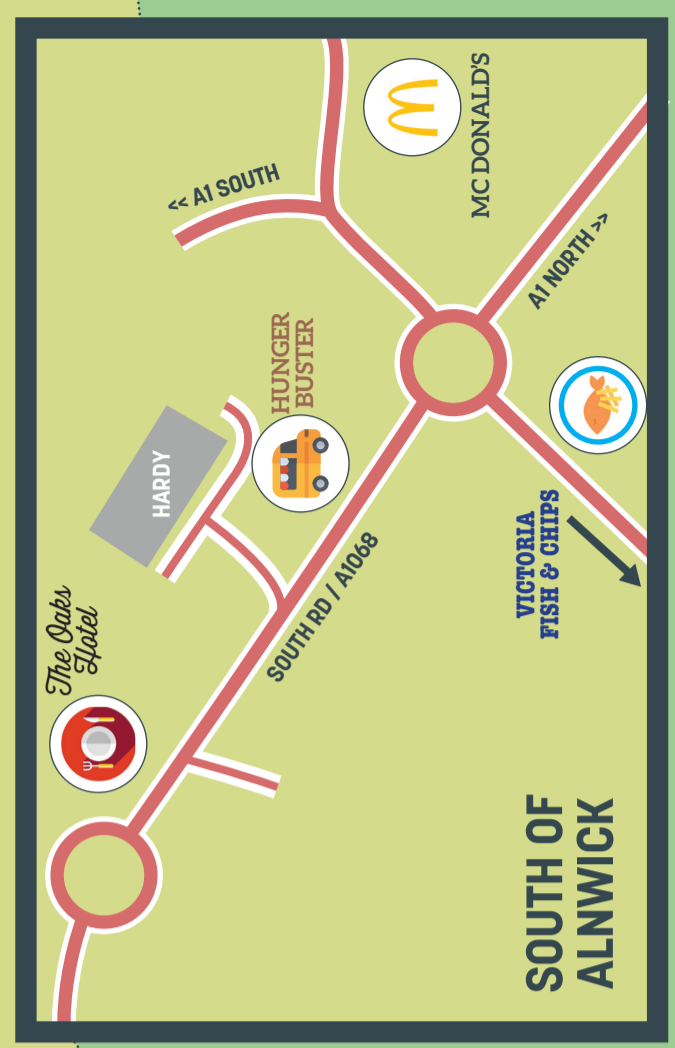 The Oaks
Hotel
HARDY
<< A1 SOUTH
HUNGER
BUSTER
MC DONALD'S
SOUTH RD / A1068
A1 NORTH >>
VICTORIA
FISH & CHIPS
SOUTH OF
ALNWICK